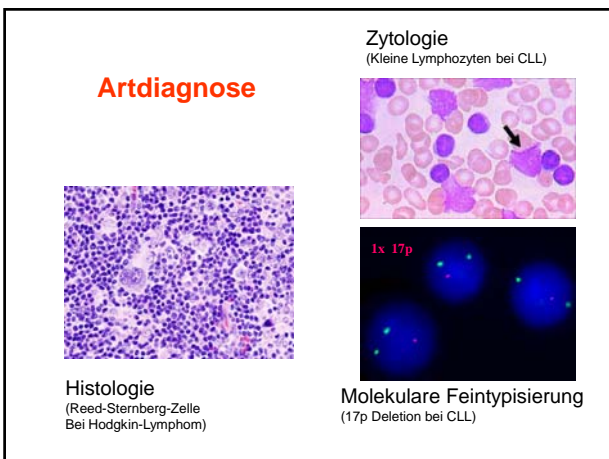 Artdiagnose
Zytologie
(Kleine Lymphozyten bei CLL)
1x 17p
Histologie
(Reed-Sternberg-Zelle
Bei Hodgkin-Lymphom)
Molekulare Feintypisierung
(17p Deletion bei CLL)